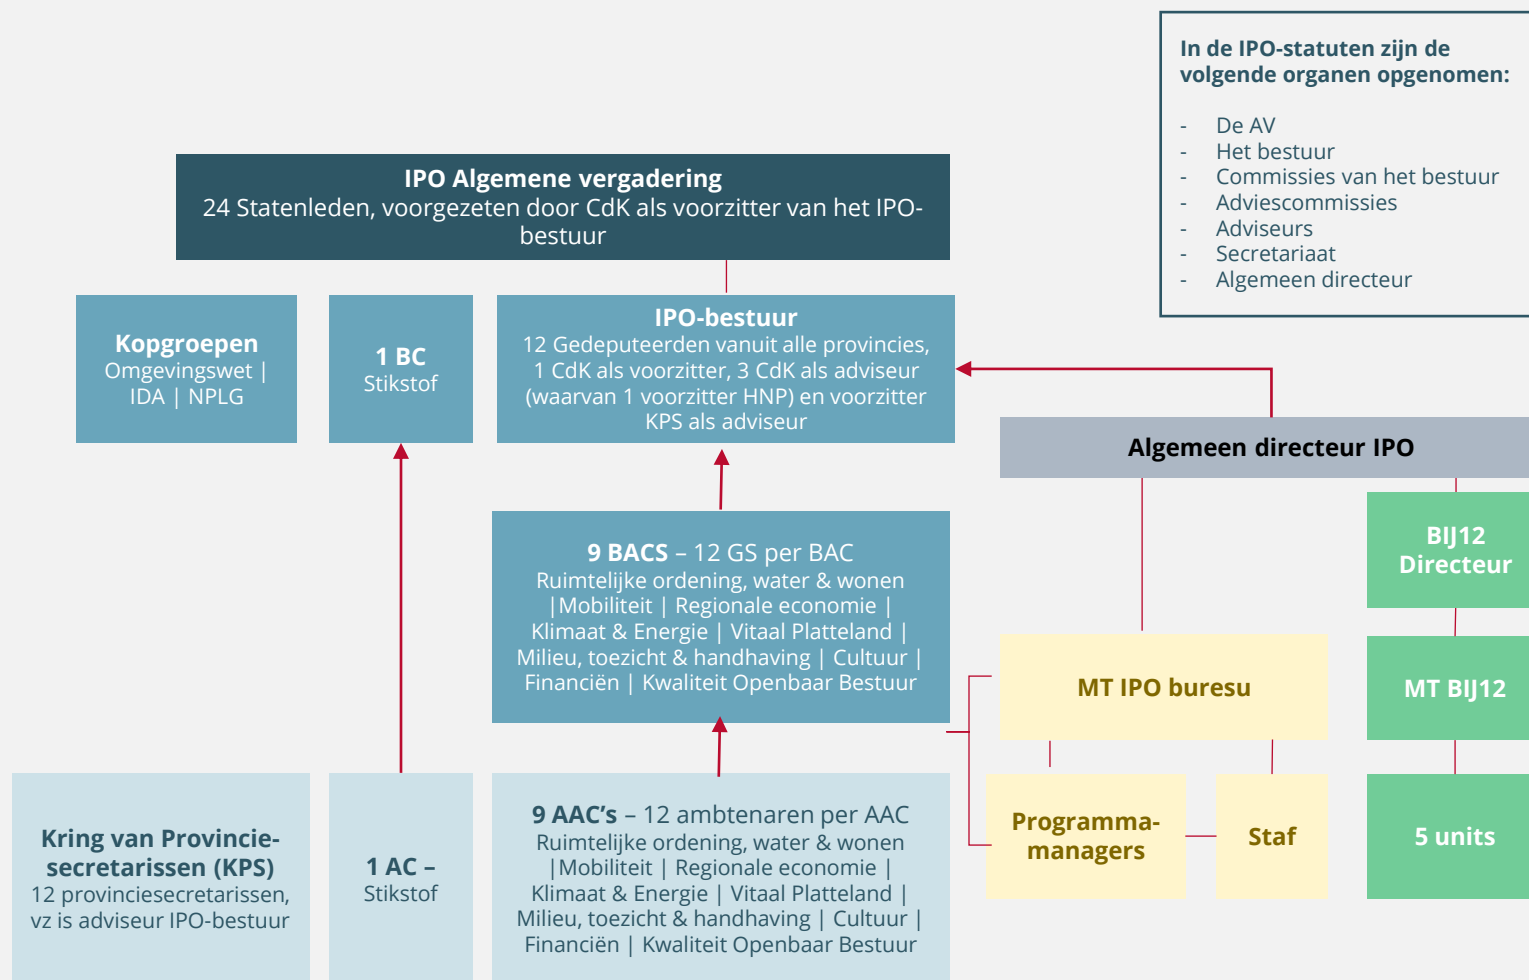 In de IPO-statuten zijn de
volgende organen opgenomen:
- De AV
- Het bestuur
- Commissies van het bestuur
- Adviescommissies
- Adviseurs
- Secretariaat
- Algemeen directeur
IPO Algemene vergadering
24 Statenleden, voorgezeten door CdK als voorzitter van het IPO-
bestuur
Kopgroepen
Omgevingswet |
IDA | NPLG
1 BC
Stikstof
IPO-bestuur
12 Gedeputeerden vanuit alle provincies,
1 CdK als voorzitter, 3 CdK als adviseur
(waarvan 1 voorzitter HNP) en voorzitter
KPS als adviseur
Algemeen directeur IPO
9 BACS – 12 GS per BAC
Ruimtelijke ordening, water & wonen
|Mobiliteit | Regionale economie |
Klimaat & Energie | Vitaal Platteland |
Milieu, toezicht & handhaving | Cultuur |
Financiën | Kwaliteit Openbaar Bestuur
BIJ12
Directeur
MT IPO buresu
MT BIJ12
Kring van Provincie-
secretarissen (KPS)
12 provinciesecretarissen,
vz is adviseur IPO-bestuur
1 AC –
Stikstof
9 AAC’s – 12 ambtenaren per AAC
Ruimtelijke ordening, water & wonen
|Mobiliteit | Regionale economie |
Klimaat & Energie | Vitaal Platteland |
Milieu, toezicht & handhaving | Cultuur |
Financiën | Kwaliteit Openbaar Bestuur
Programma-
managers
Staf
5 units